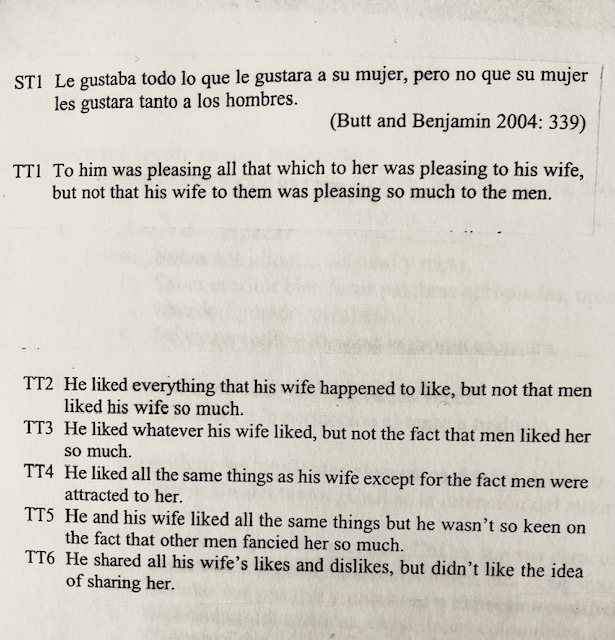 ST1 Le gustaba todo lo que le gustara a su mujer, pero no que su mujer
les gustara tanto a los hombres.
(Butt and Benjamin 2004: 339)
TT1 To him was pleasing all that which to her was pleasing to his wife,
but not that his wife to them was pleasing so much to the men.
TT2 He liked everything that his wife happened to like, but not that men
liked his wife so much.
TT3 He liked whatever his wife liked, but not the fact that men liked her
so much.
TT4 He liked all the same things as his wife except for the fact men were
attracted to her.
TT5 He and his wife liked all the same things but he wasn't so keen on
the fact that other men fancied her so much.
TT6 He shared all his wife's likes and dislikes, but didn't like the idea
of sharing her.